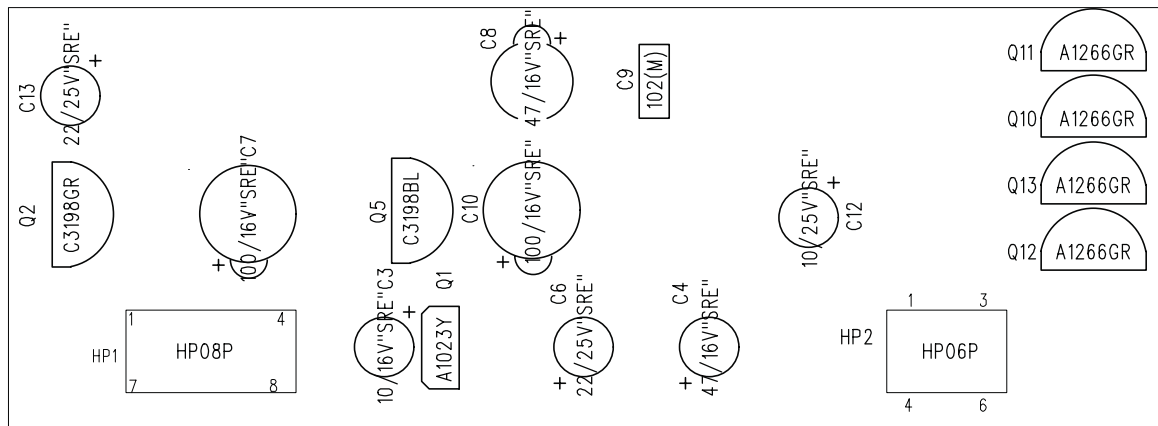 C13
22/25V"SRE"
+
C8
47/16V"SRE"
+
C9
102(M)
Q11
A1266GR
Q10
A1266GR
Q13
A1266GR
Q12
A1266GR
Q2
C3198GR
100/16V"SRE"C7
+
Q5
C3198BL
C10
100/16V"SRE"
+
10/25V"SRE"
+
C12
HP1
1
4
HP08P
7
8
10/16V"SRE"C3
+
Q1
A1023Y
C6
22/25V"SRE"
+
C4
47/16V"SRE"
+
HP2
1
3
HP06P
4
6